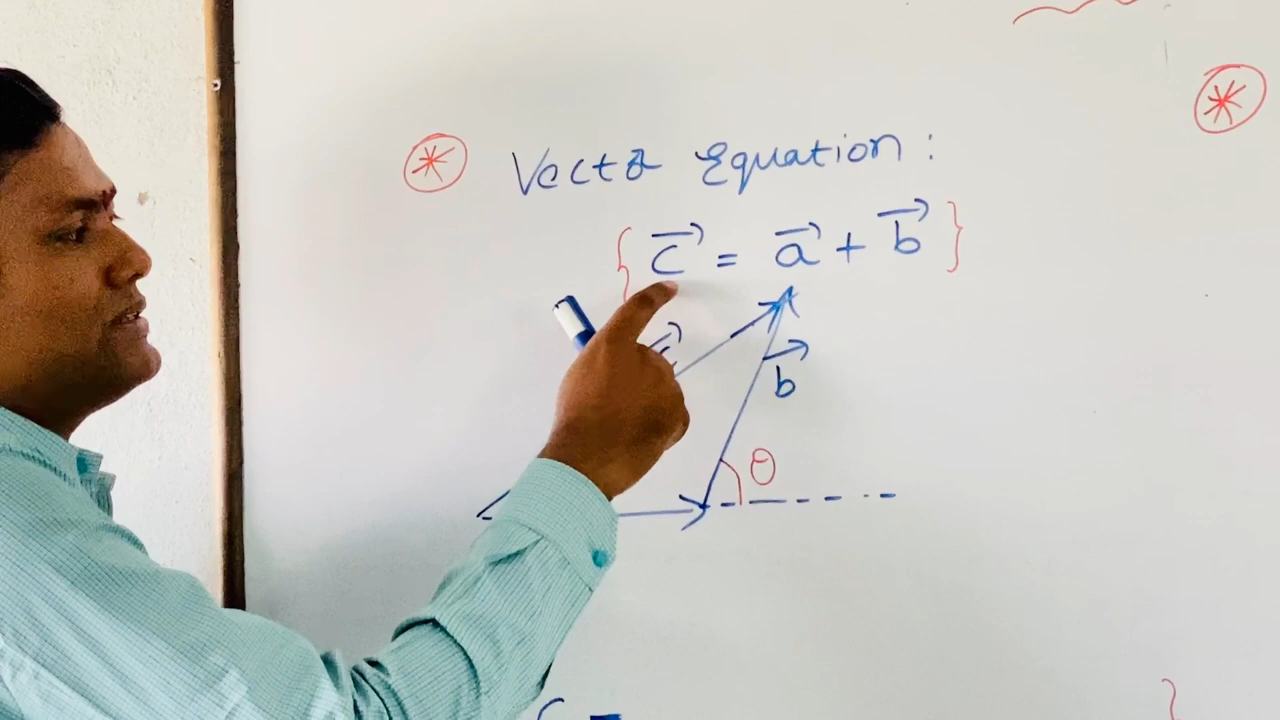 Vector Equation :
{ c⃗ = a⃗ + b⃗ }
c⃗
b⃗
θ